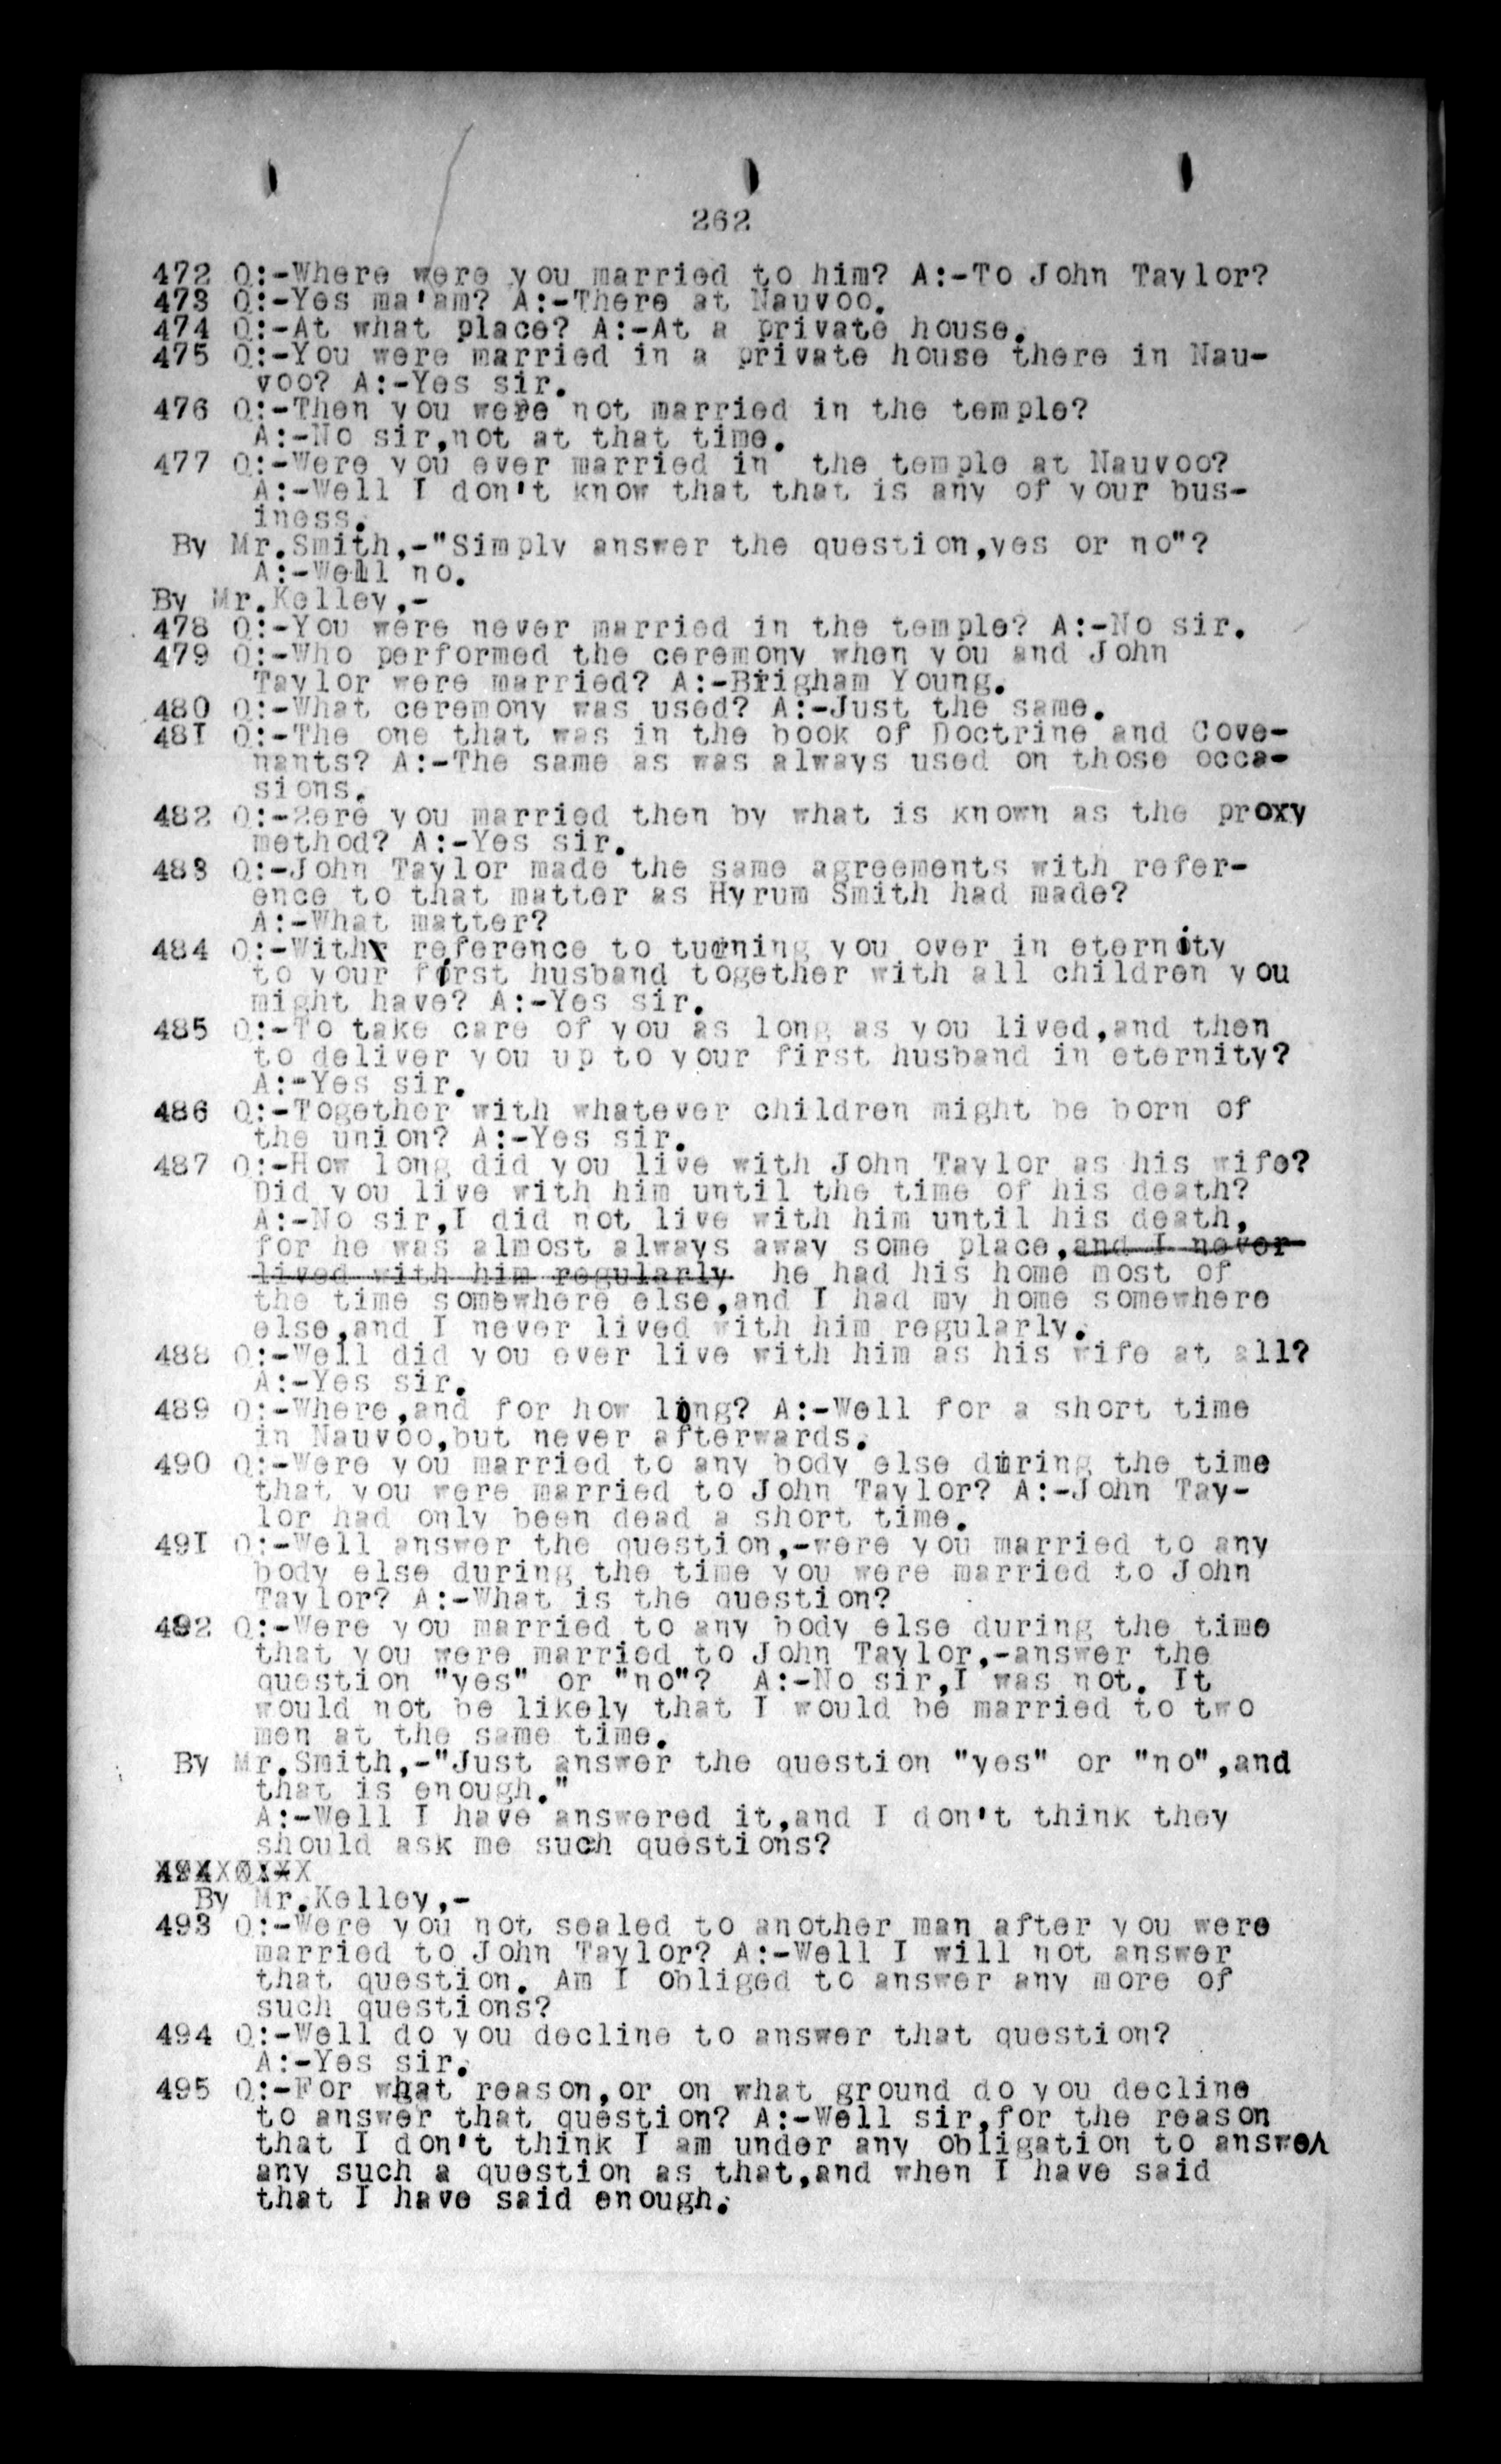 262
472 Q:-Where were you married to him? A:-To John Taylor?
473 Q:-Yes ma'am? A:-There at Nauvoo.
474 Q:-At what place? A:-At a private house.
475 Q:-You were married in a private house there in Nau-
voo? A:-Yes sir.
476 Q:-Then you were not married in the temple?
A:-No sir,not at that time.
477 Q:-Were you ever married in the temple at Nauvoo?
A:-Well I don't know that that is any of your bus-
iness.
By Mr.Smith,-"Simply answer the question,yes or no"?
A:-Well no.
By Mr.Kelley,-
478 Q:-You were never married in the temple? A:-No sir.
479 Q:-Who performed the ceremony when you and John
Taylor were married? A:-Brigham Young.
480 Q:-What ceremony was used? A:-Just the same.
481 Q:-The one that was in the book of Doctrine and Cove-
nants? A:-The same as was always used on those occa-
sions.
482 Q:-2ere you married then by what is known as the proxy
method? A:-Yes sir.
483 Q:-John Taylor made the same agreements with refer-
ence to that matter as Hyrum Smith had made?
A:-What matter?
484 Q:-With reference to turning you over in eternity
to your first husband together with all children you
might have? A:-Yes sir.
485 Q:-To take care of you as long as you lived,and then
to deliver you up to your first husband in eternity?
A:-Yes sir.
486 Q:-Together with whatever children might be born of
the union? A:-Yes sir.
487 Q:-How long did you live with John Taylor as his wife?
Did you live with him until the time of his death?
A:-No sir,I did not live with him until his death,
for he was almost always away some place,and I never
lived with him regularly he had his home most of
the time somewhere else,and I had my home somewhere
else,and I never lived with him regularly.
488 Q:-Well did you ever live with him as his wife at all?
A:-Yes sir.
489 Q:-Where,and for how long? A:-Well for a short time
in Nauvoo,but never afterwards.
490 Q:-Were you married to any body else during the time
that you were married to John Taylor? A:-John Tay-
lor had only been dead a short time.
491 Q:-Well answer the question,-were you married to any
body else during the time you were married to John
Taylor? A:-What is the question?
492 Q:-Were you married to any body else during the time
that you were married to John Taylor,-answer the
question "yes" or "no"? A:-No sir,I was not. It
would not be likely that I would be married to two
men at the same time.
By Mr.Smith,-"Just answer the question "yes" or "no",and
that is enough."
A:-Well I have answered it,and I don't think they
should ask me such questions?
By Mr.Kelley,-
493 Q:-Were you not sealed to another man after you were
married to John Taylor? A:-Well I will not answer
that question. Am I obliged to answer any more of
such questions?
494 Q:-Well do you decline to answer that question?
A:-Yes sir.
495 Q:-For what reason,or on what ground do you decline
to answer that question? A:-Well sir,for the reason
that I don't think I am under any obligation to answer
any such a question as that,and when I have said
that I have said enough.